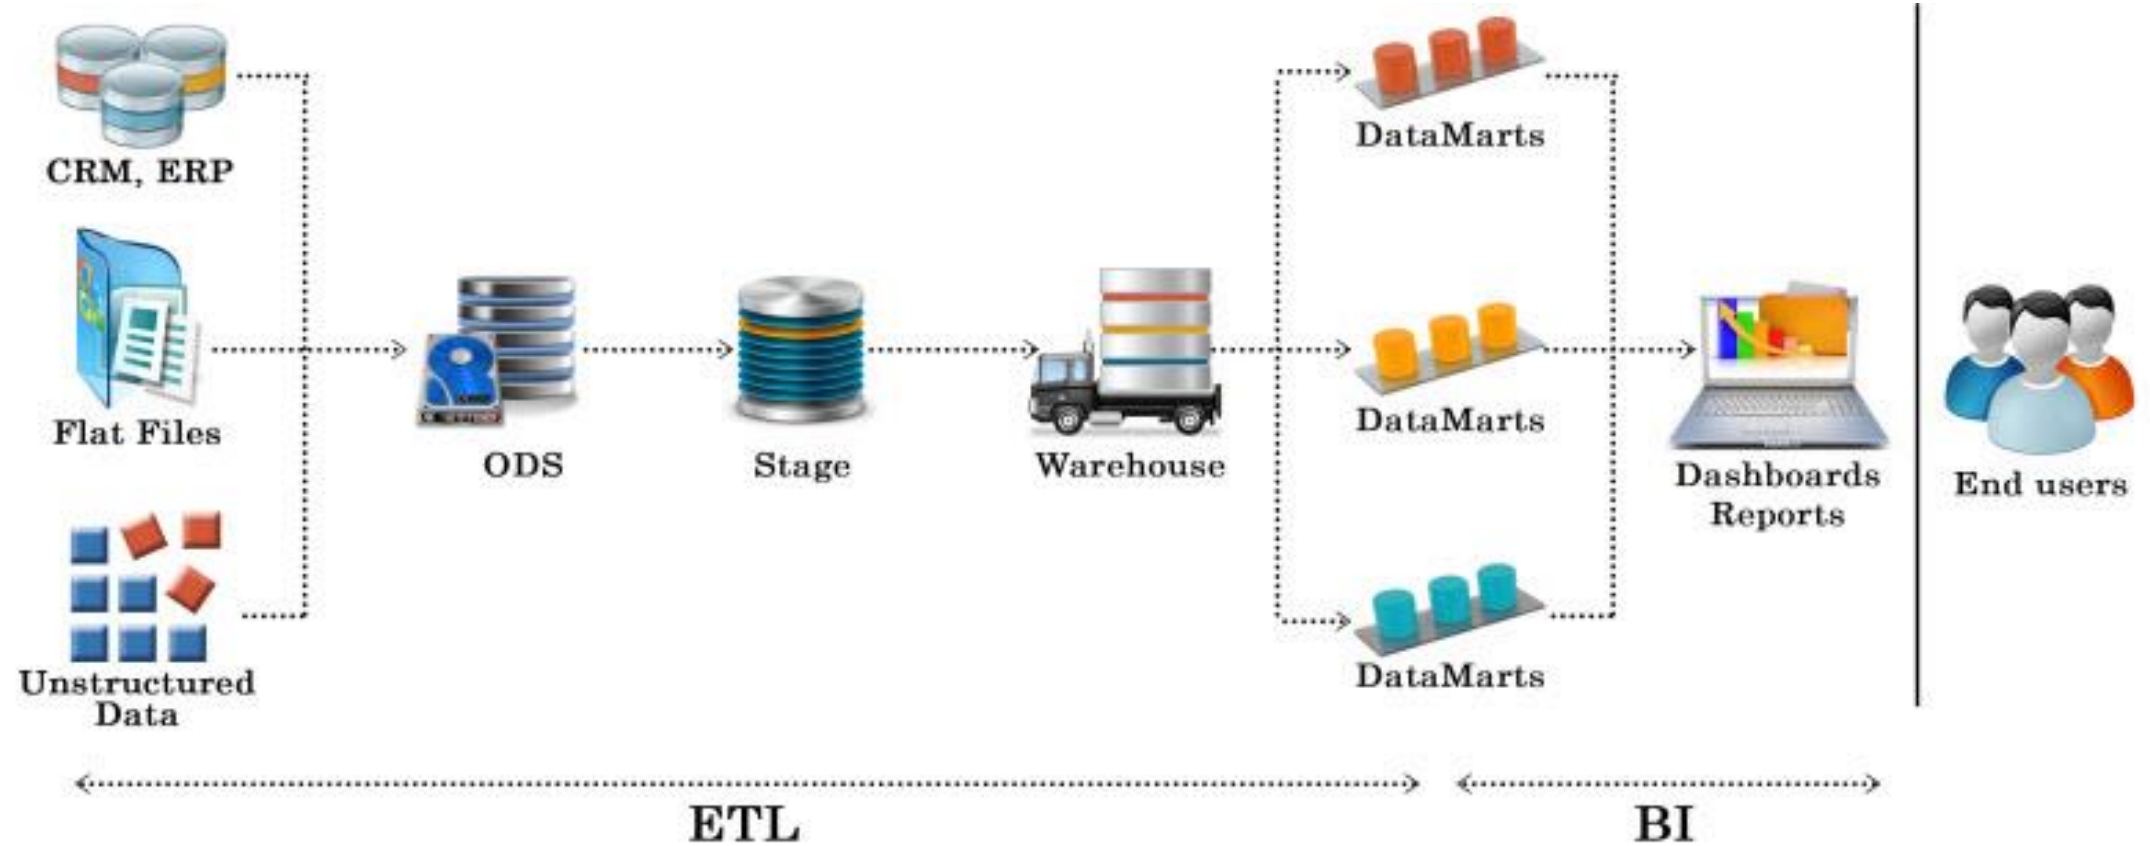 CRM, ERP
Flat Files
Unstructured
Data
ODS
Stage
Warehouse
DataMarts
DataMarts
DataMarts
Dashboards
Reports
End users
ETL
BI